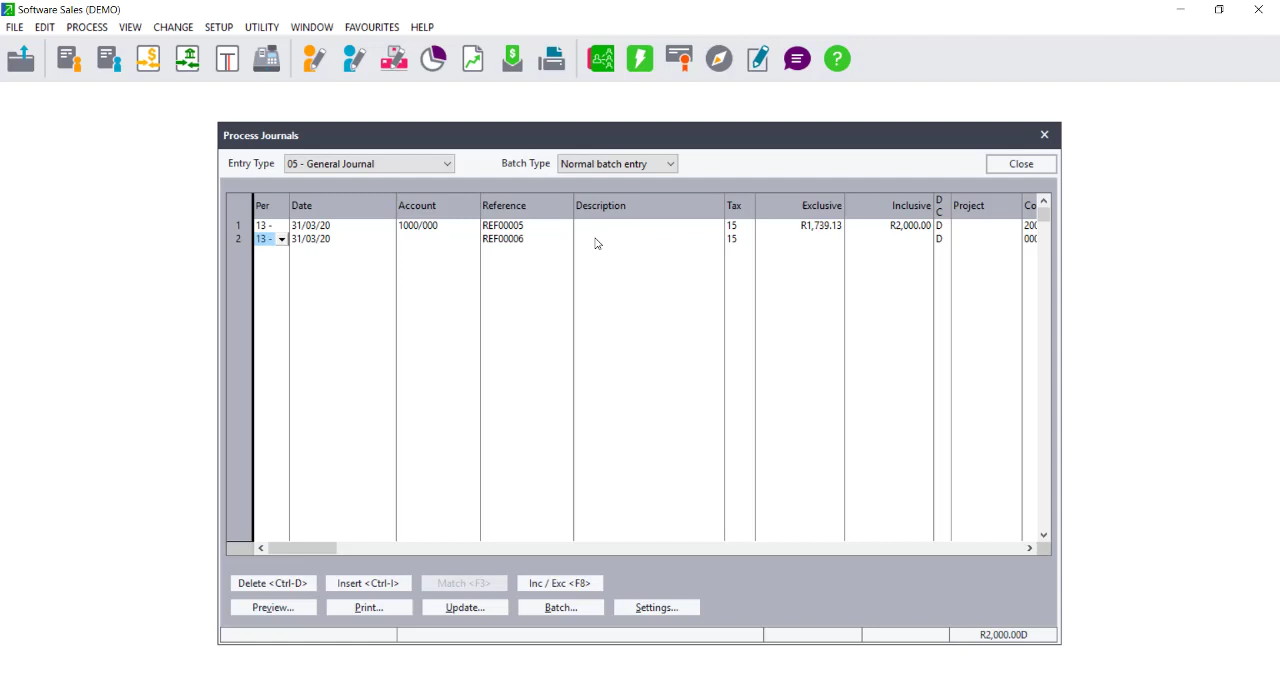 Software Sales (DEMO)
FILE EDIT PROCESS VIEW CHANGE SETUP UTILITY WINDOW FAVOURITES HELP
Process Journals
Entry Type 05 - General Journal Batch Type Normal batch entry Close
Per Date Account Reference Description Tax Exclusive Inclusive D C Project Co
1 13 - 31/03/20 1000/000 REF00005 15 R1,739.13 R2,000.00 D 200
2 13 - 31/03/20 REF00006 15 D 000
Delete <Ctrl-D> Insert <Ctrl-I> Match <F3> Inc / Exc <F8>
Preview... Print... Update... Batch... Settings...
R2,000.00D